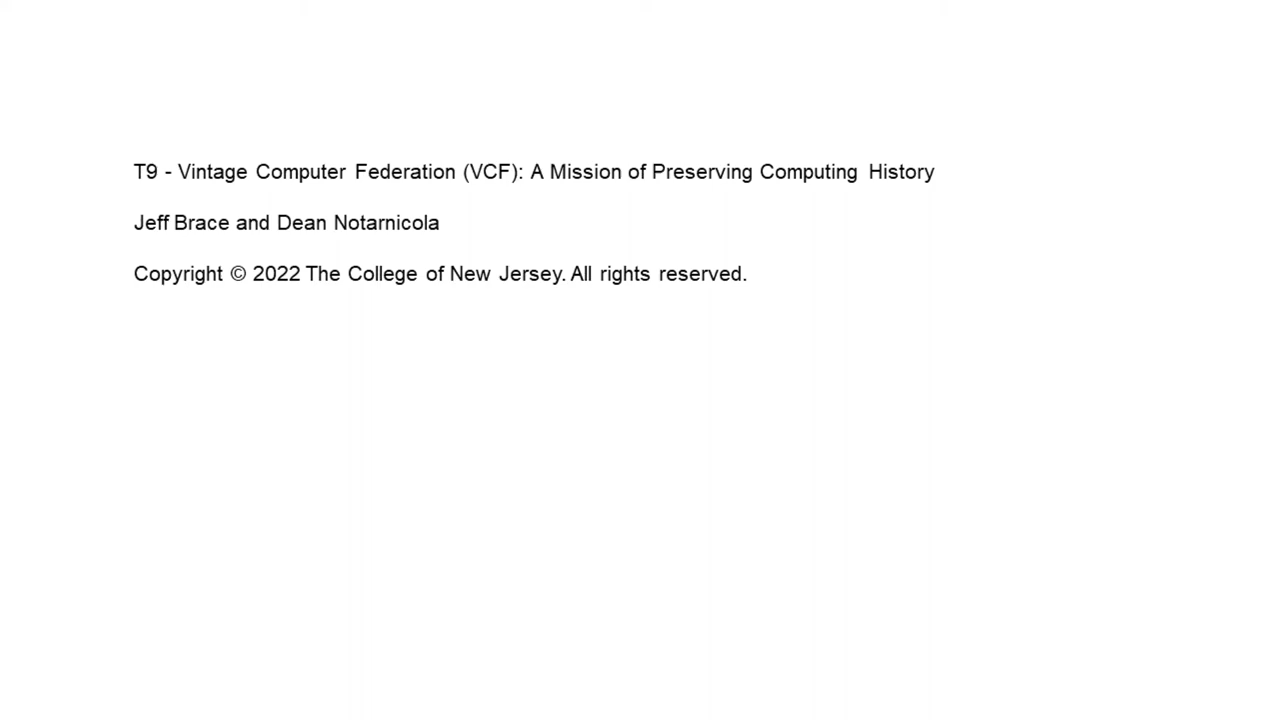 T9 - Vintage Computer Federation (VCF): A Mission of Preserving Computing History
Jeff Brace and Dean Notarnicola
Copyright © 2022 The College of New Jersey. All rights reserved.